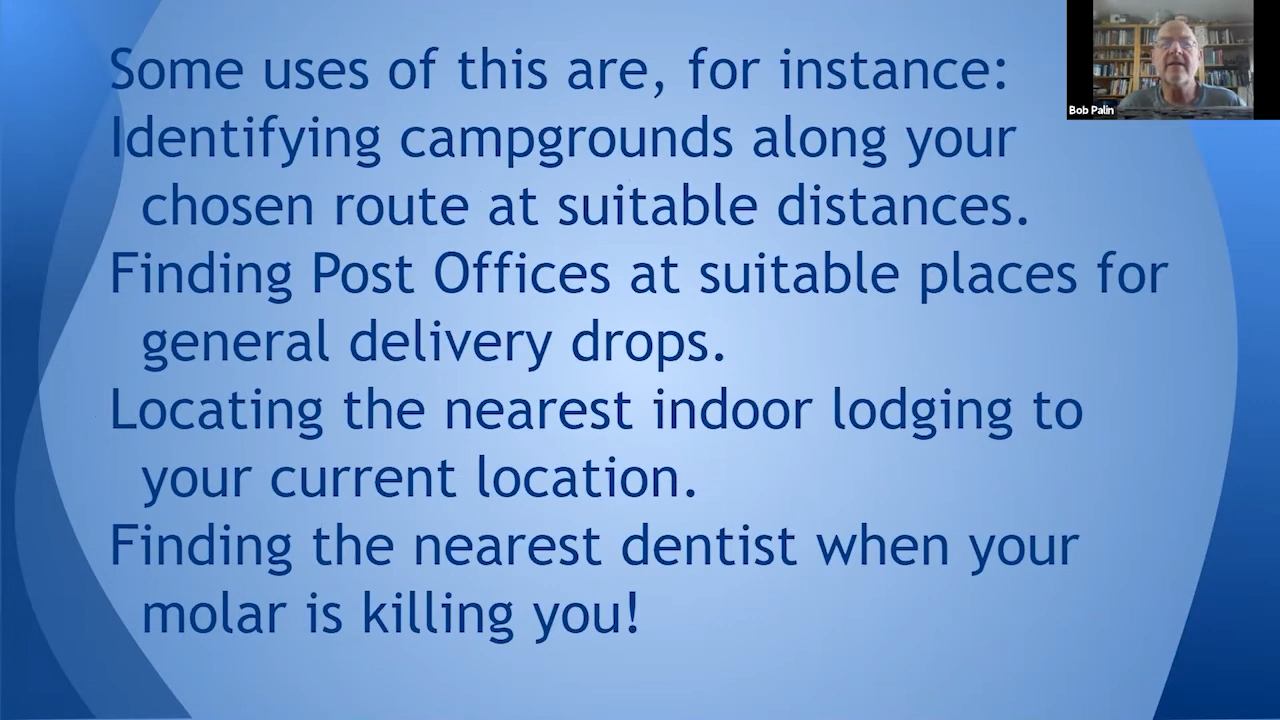 Some uses of this are, for instance:
Identifying campgrounds along your
chosen route at suitable distances.
Finding Post Offices at suitable places for
general delivery drops.
Locating the nearest indoor lodging to
your current location.
Finding the nearest dentist when your
molar is killing you!
Bob Palin